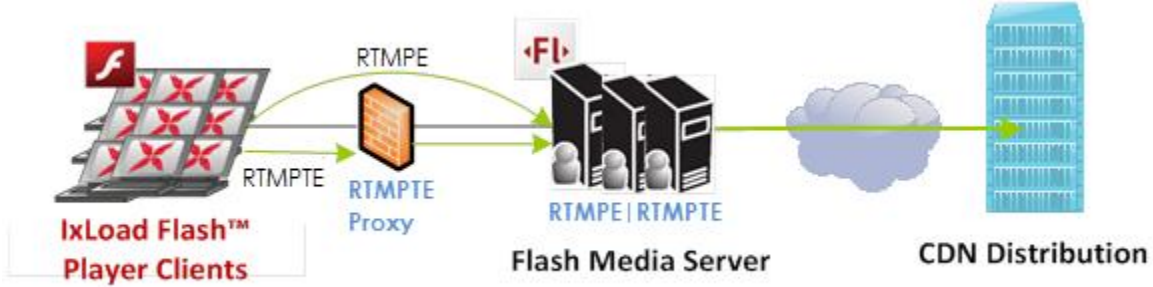 RTMPE
‹Fl›
RTMPTE
RTMPTE
Proxy
RTMPE|RTMPTE
IxLoad Flash™
Player Clients
Flash Media Server
CDN Distribution